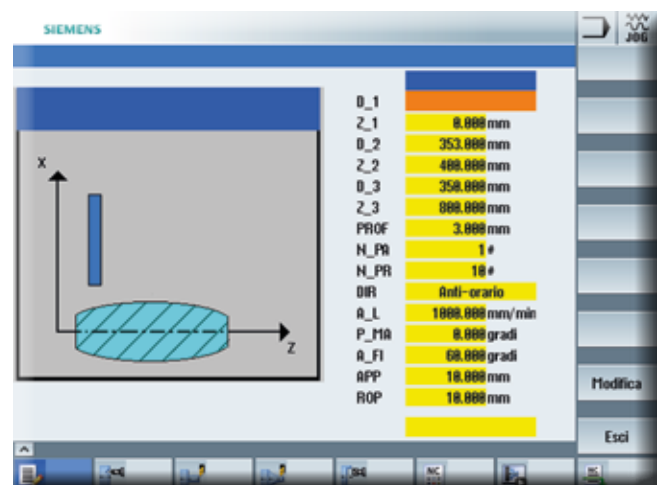 SIEMENS
JOG
D_1
Z_1 0.000 mm
D_2 353.000 mm
Z_2 400.000 mm
D_3 350.000 mm
Z_3 800.000 mm
PROF 3.000 mm
N_PA 1 #
N_PR 10 #
DIR Anti-orario
A_L 1000.000 mm/min
P_MA 0.000 gradi
A_FI 60.000 gradi
APP 10.000 mm
ROP 10.000 mm
X
Z
Modifica
Esci
NC
NC